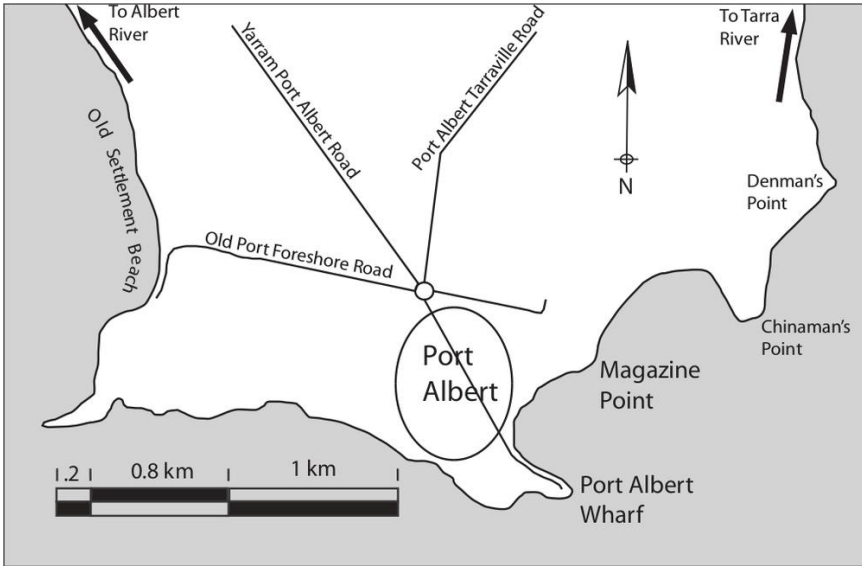 To Albert
River
To Tarra
River
Yarram Port Albert Road
Port Albert Tarraville Road
Old Settlement Beach
N
Denman's
Point
Old Port Foreshore Road
Chinaman's
Point
Port
Albert
Magazine
Point
.2
0.8 km
1 km
Port Albert
Wharf